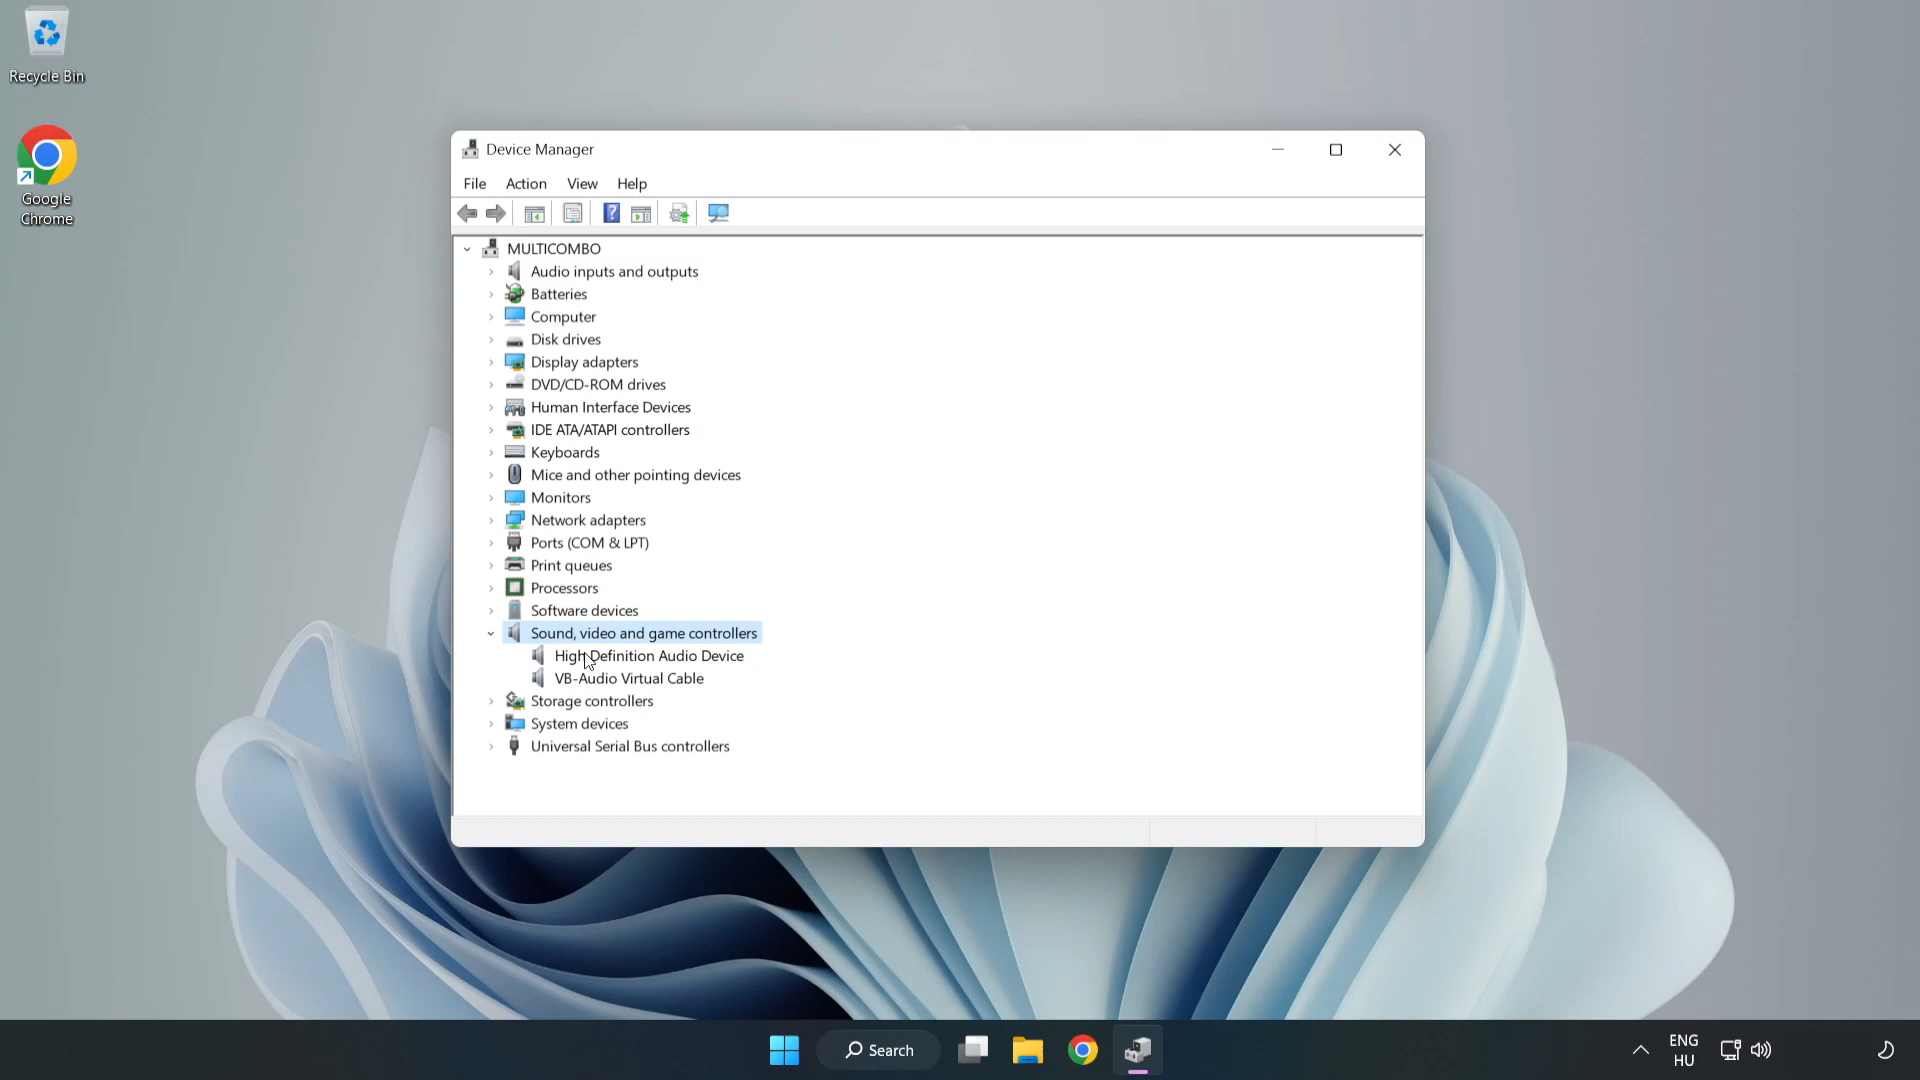 Recycle Bin
Google
Chrome
Device Manager
File Action View Help
MULTICOMBO
Audio inputs and outputs
Batteries
Computer
Disk drives
Display adapters
DVD/CD-ROM drives
Human Interface Devices
IDE ATA/ATAPI controllers
Keyboards
Mice and other pointing devices
Monitors
Network adapters
Ports (COM & LPT)
Print queues
Processors
Software devices
Sound, video and game controllers
High Definition Audio Device
VB-Audio Virtual Cable
Storage controllers
System devices
Universal Serial Bus controllers
Search
ENG
HU